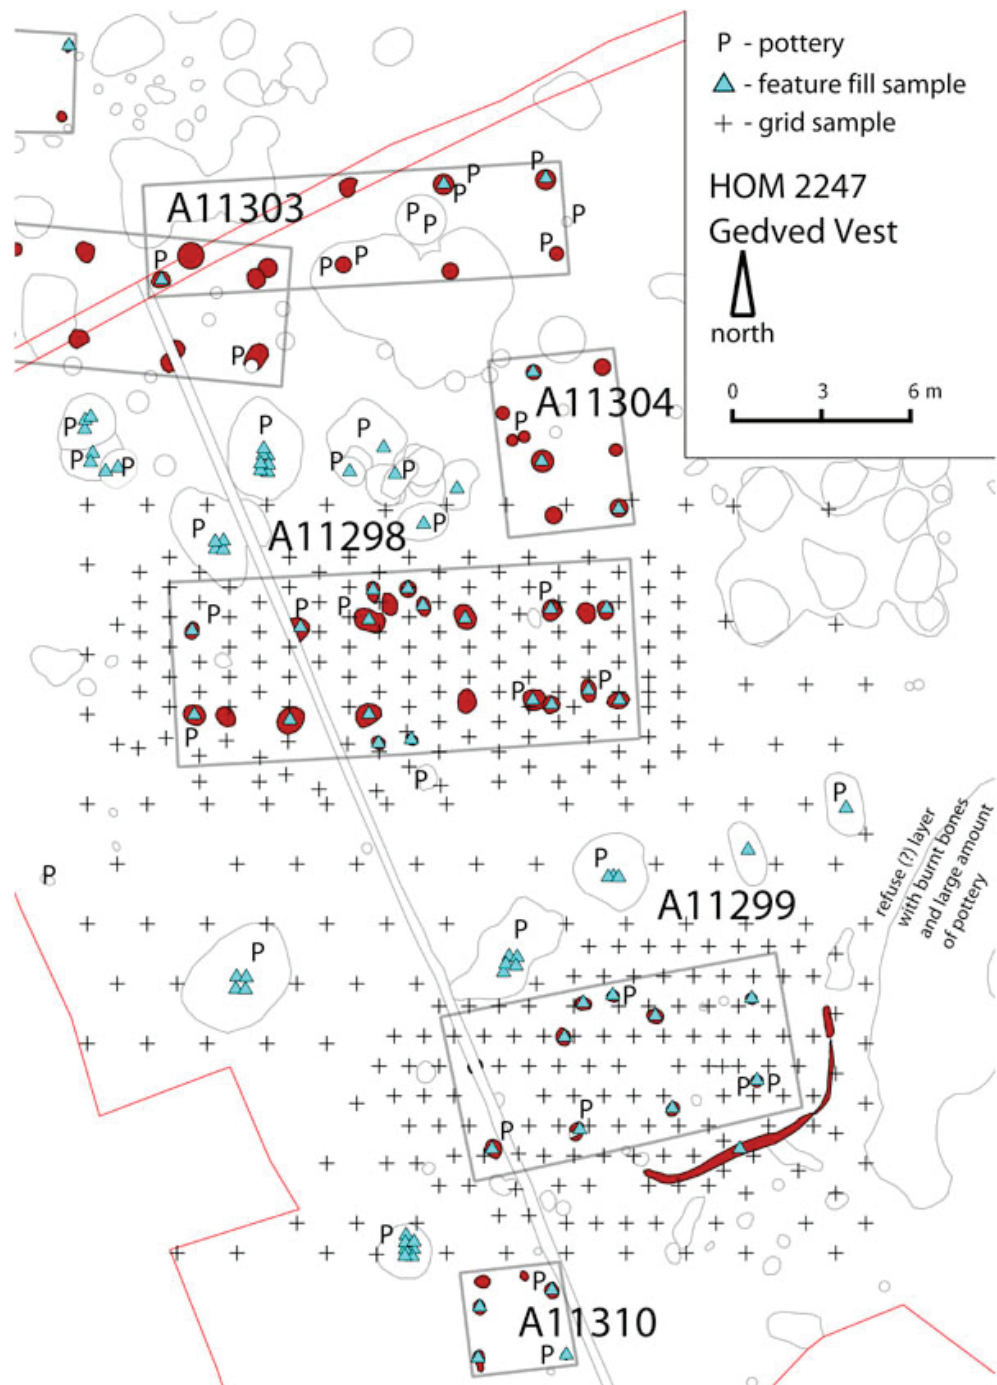 P - pottery
- feature fill sample
+ - grid sample
HOM 2247
Gedved Vest
north
0 3 6 m
P
P
P
A11303
P
P P
P
P
P P
P
P
A11304
P
P
P
P
P
P
P
P
P
P
A11298
P
P
P
P
P
P
P
P
P
P
P
A11299
refuse (?) layer
with burnt bones
and large amount
of pottery
P
P
P
P P
P
P
P
P
A11310
P